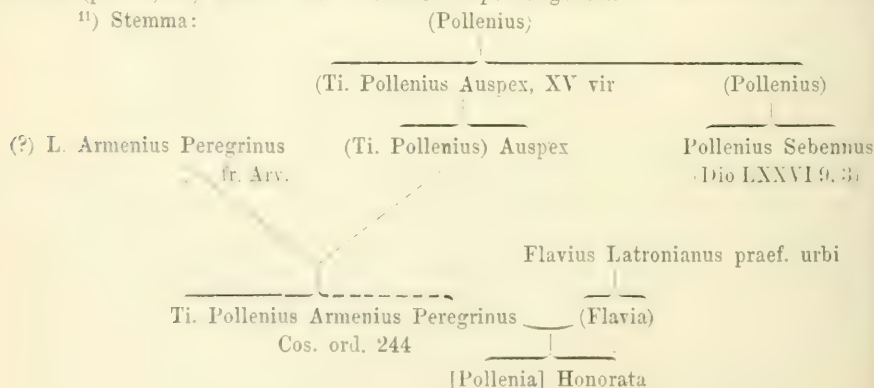 ¹¹) Stemma: (Pollenius)
(Ti. Pollenius Auspex, XV vir (Pollenius)
(?) L. Armenius Peregrinus (Ti. Pollenius) Auspex Pollenius Sebennus
fr. Arv. (Dio LXXVI 9. 3)
Flavius Latronianus praef. urbi
Ti. Pollenius Armenius Peregrinus (Flavia)
Cos. ord. 244
[Pollenia] Honorata